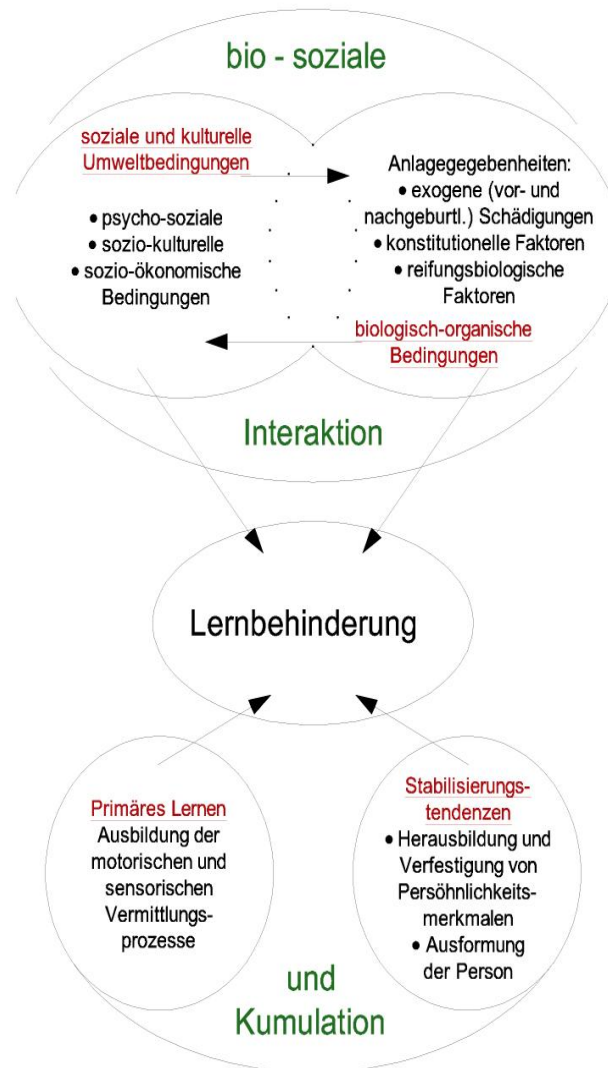 bio - soziale
soziale und kulturelle
Umweltbedingungen
• psycho-soziale
• sozio-kulturelle
• sozio-ökonomische
Bedingungen
Anlagegegebenheiten:
• exogene (vor- und
nachgeburtl.) Schädigungen
• konstitutionelle Faktoren
• reifungsbiologische
Faktoren
biologisch-organische
Bedingungen
Interaktion
Lernbehinderung
Primäres Lernen
Ausbildung der
motorischen und
sensorischen
Vermittlungs-
prozesse
Stabilisierungs-
tendenzen
• Herausbildung und
Verfestigung von
Persöhnlichkeits-
merkmalen
• Ausformung
der Person
und
Kumulation